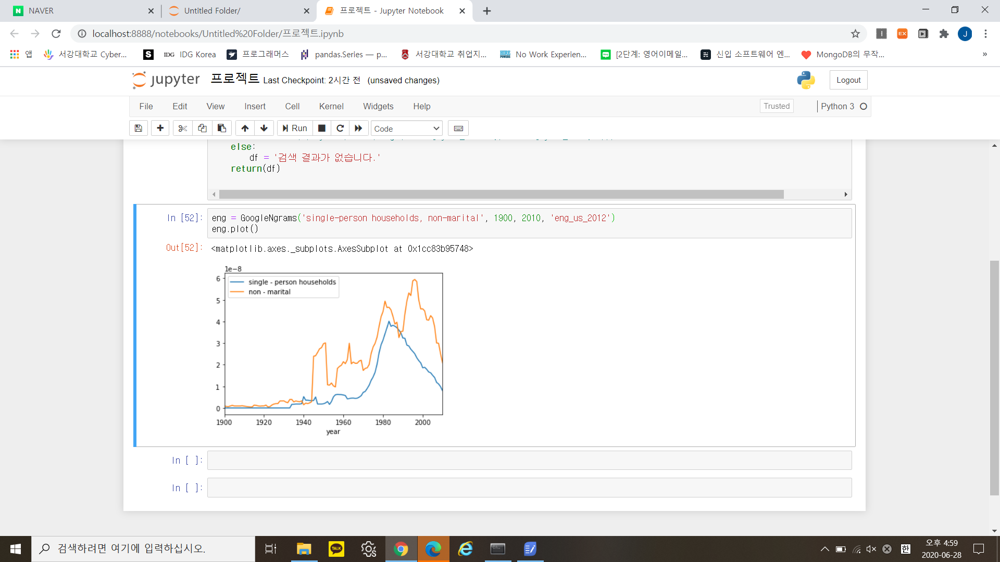 NAVER
Untitled Folder/
프로젝트 - Jupyter Notebook
localhost:8888/notebooks/Untitled%20Folder/프로젝트.ipynb
EX
J
앱
서강대학교 Cyber...
S
IDG IDG Korea
프로그래머스
pandas.Series — p...
서강대학교 취업지...
No Work Experien...
[2단계: 영어이메일...
신입 소프트웨어 엔...
MongoDB의 무작...
»
jupyter 프로젝트 Last Checkpoint: 2시간 전 (unsaved changes)
Logout
File Edit View Insert Cell Kernel Widgets Help
Trusted
Python 3
Run
Code
else:
df = '검색 결과가 없습니다.'
return(df)
In [52]:
eng = GoogleNgrams('single-person households, non-marital', 1900, 2010, 'eng_us_2012')
eng.plot()
Out[52]:
<matplotlib.axes._subplots.AxesSubplot at 0x1cc83b95748>
1e−8
single - person households
non - marital
6
5
4
3
2
1
0
1900 1920 1940 1960 1980 2000
year
In [ ]:
In [ ]:
검색하려면 여기에 입력하십시오.
TALK
한
오후 4:59
2020-06-28